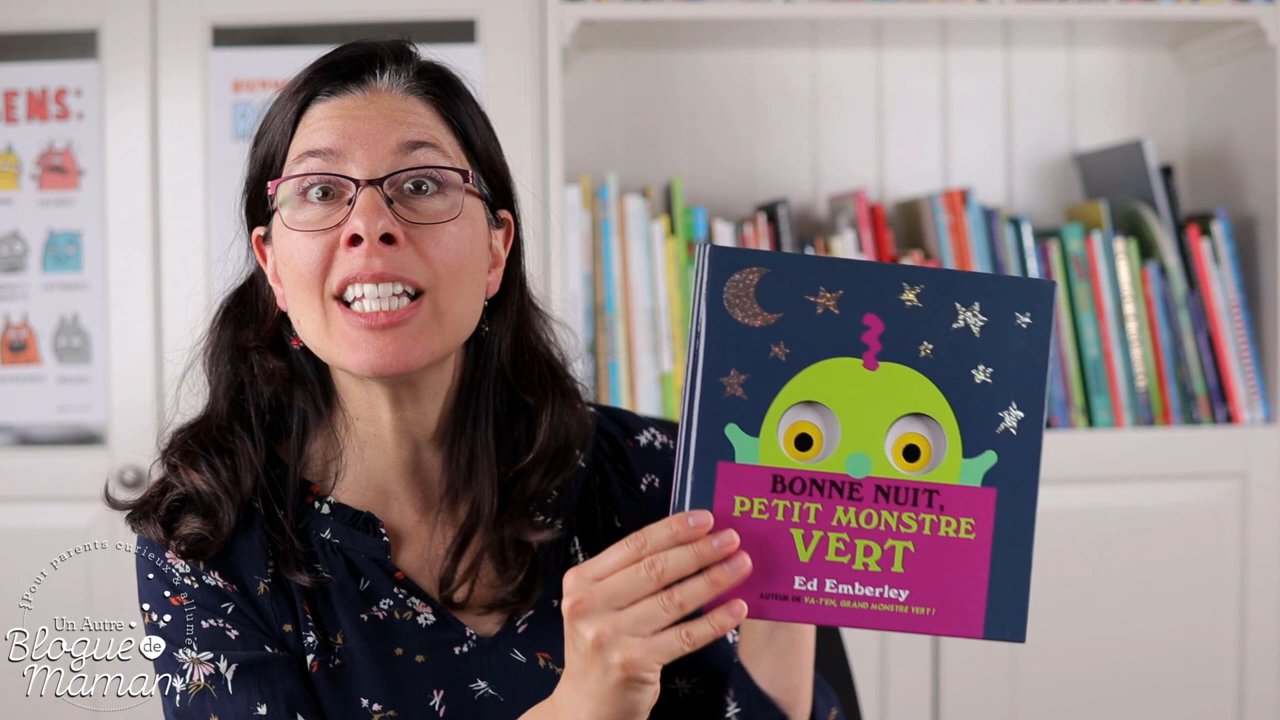 ENS:
BONNE NUIT,
PETIT MONSTRE
VERT
Ed Emberley
AUTEUR DE VA-T'EN, GRAND MONSTRE VERT !
Pour parents curieux & allumés
Un Autre
Blogue de
Maman